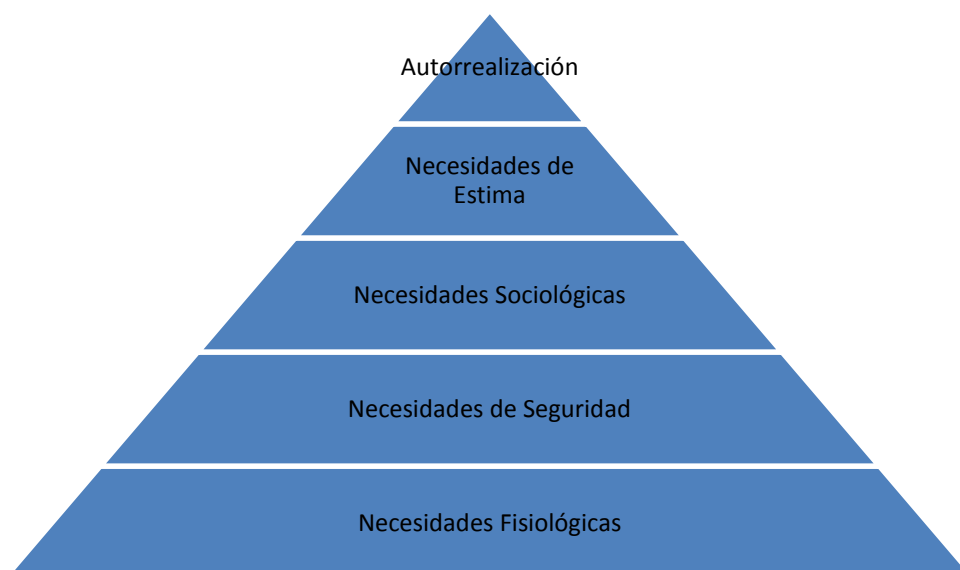 Autorrealización
Necesidades de
Estima
Necesidades Sociológicas
Necesidades de Seguridad
Necesidades Fisiológicas